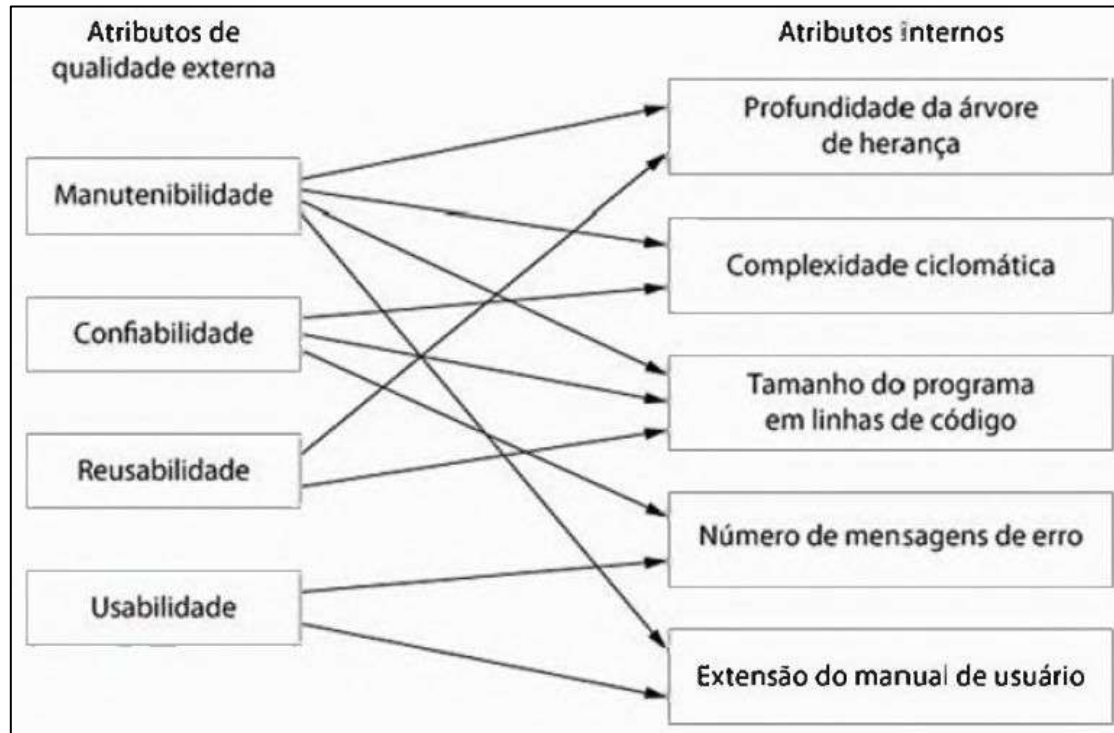 Atributos de
qualidade externa
Atributos internos
Manutenibilidade
Confiabilidade
Reusabilidade
Usabilidade
Profundidade da árvore
de herança
Complexidade ciclomática
Tamanho do programa
em linhas de código
Número de mensagens de erro
Extensão do manual de usuário